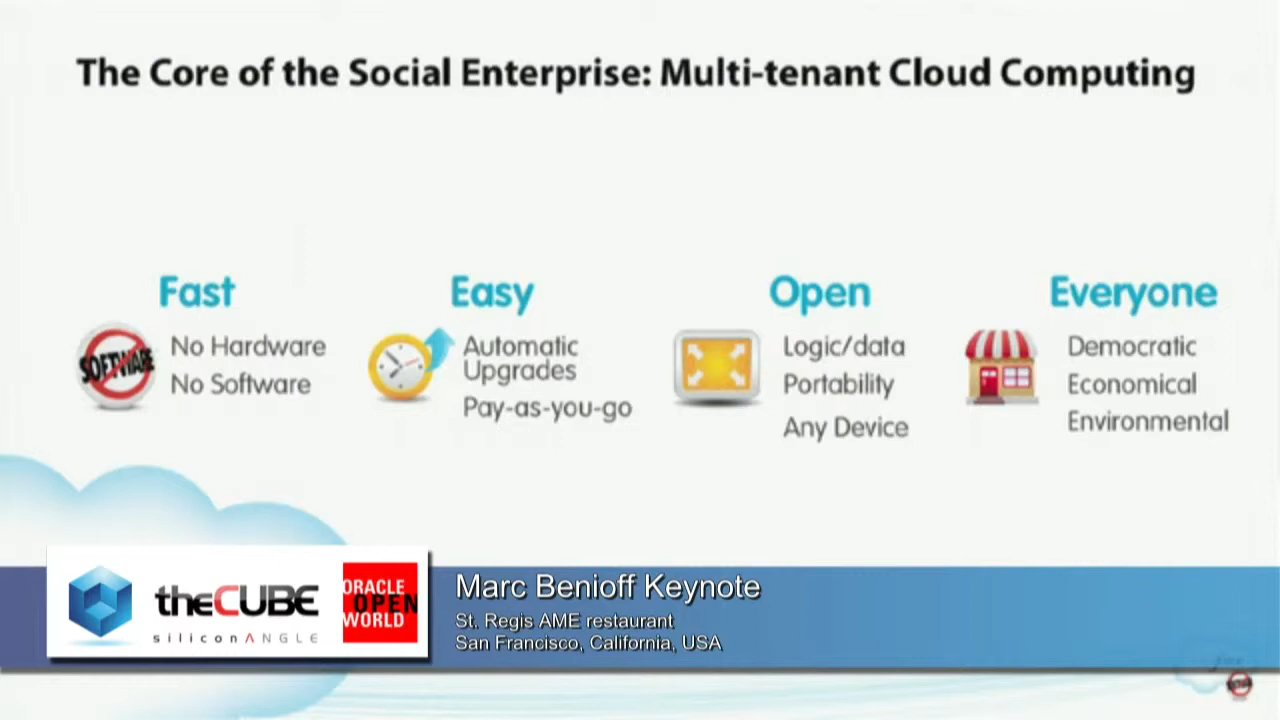 The Core of the Social Enterprise: Multi-tenant Cloud Computing
Fast
SOFTWARE
No Hardware
No Software
Easy
Automatic
Upgrades
Pay-as-you-go
Open
Logic/data
Portability
Any Device
Everyone
Democratic
Economical
Environmental
theCUBE
siliconANGLE
ORACLE
OPEN
WORLD
Marc Benioff Keynote
St. Regis AME restaurant
San Francisco, California, USA